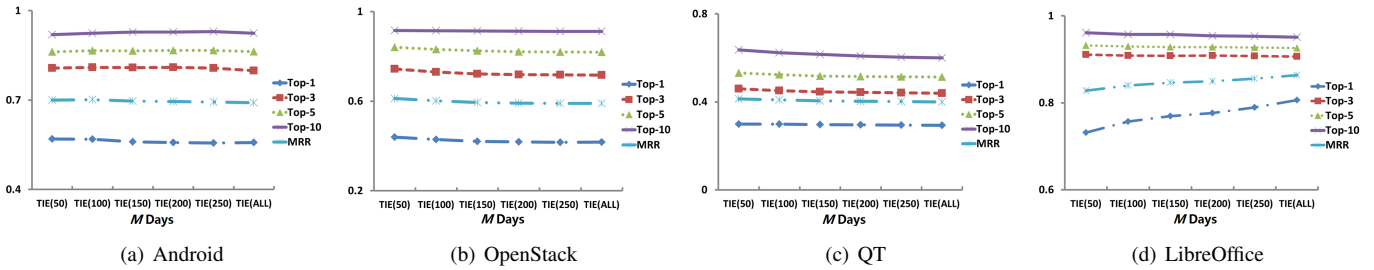 1
0.7
0.4
TIE(50) TIE(100) TIE(150) TIE(200) TIE(250) TIE(ALL)
M Days
Top-1
Top-3
Top-5
Top-10
MRR
(a) Android
1
0.6
0.2
TIE(50) TIE(100) TIE(150) TIE(200) TIE(250) TIE(ALL)
M Days
Top-1
Top-3
Top-5
Top-10
MRR
(b) OpenStack
0.8
0.4
0
TIE(50) TIE(100) TIE(150) TIE(200) TIE(250) TIE(ALL)
M Days
Top-1
Top-3
Top-5
Top-10
MRR
(c) QT
1
0.8
0.6
TIE(50) TIE(100) TIE(150) TIE(200) TIE(250) TIE(ALL)
M Days
Top-1
Top-3
Top-5
Top-10
MRR
(d) LibreOffice